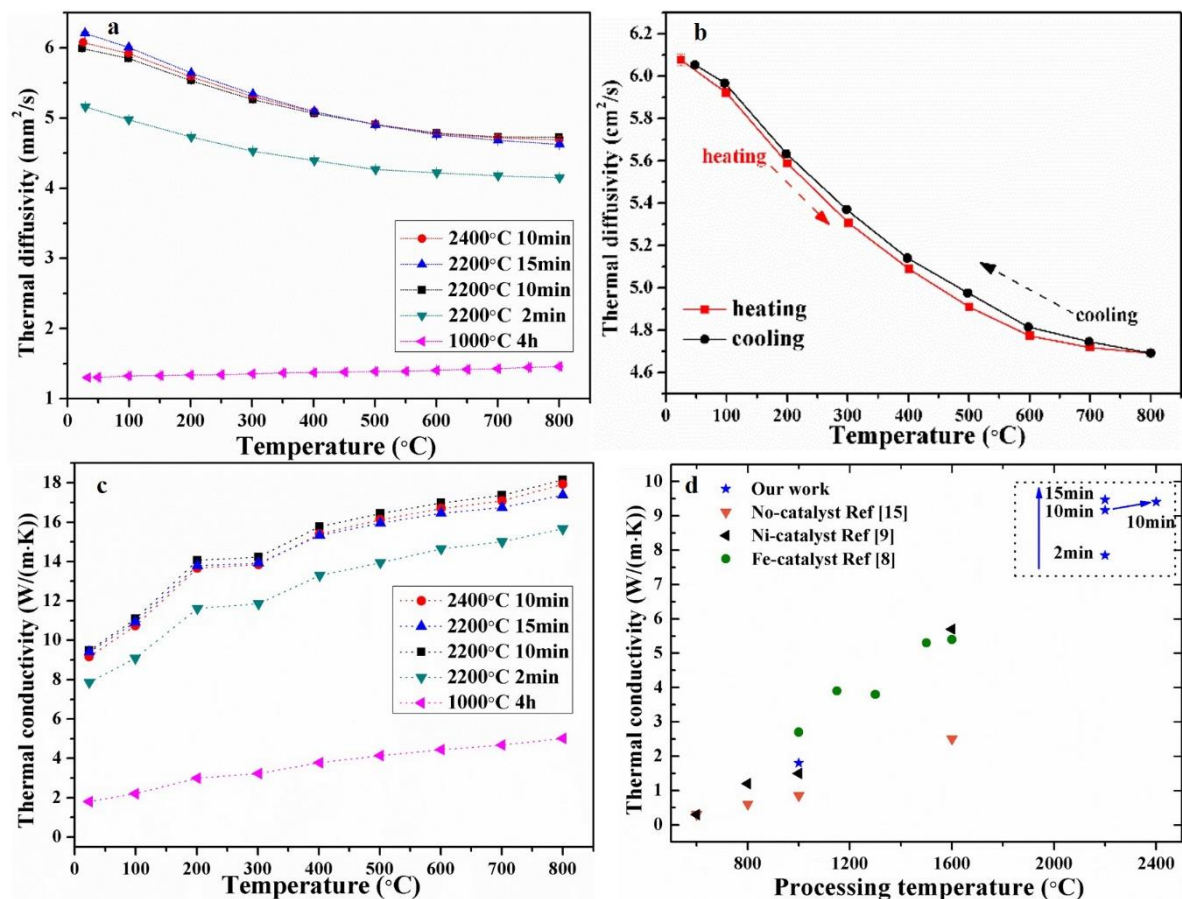 a
Thermal diffusivity (mm²/s)
6
5
4
3
2
1
0 100 200 300 400 500 600 700 800
Temperature (°C)
2400°C 10min
2200°C 15min
2200°C 10min
2200°C 2min
1000°C 4h
b
Thermal diffusivity (cm²/s)
6.2
6.0
5.8
5.6
5.4
5.2
5.0
4.8
4.6
0 100 200 300 400 500 600 700 800
Temperature (°C)
heating
cooling
heating
cooling
c
Thermal conductivity (W/(m·K))
18
16
14
12
10
8
6
4
2
0
0 100 200 300 400 500 600 700 800
Temperature (°C)
2400°C 10min
2200°C 15min
2200°C 10min
2200°C 2min
1000°C 4h
d
Thermal conductivity (W/(m·K))
10
9
8
7
6
5
4
3
2
1
0
800 1200 1600 2000 2400
Processing temperature (°C)
Our work
No-catalyst Ref [15]
Ni-catalyst Ref [9]
Fe-catalyst Ref [8]
15min
10min
10min
2min